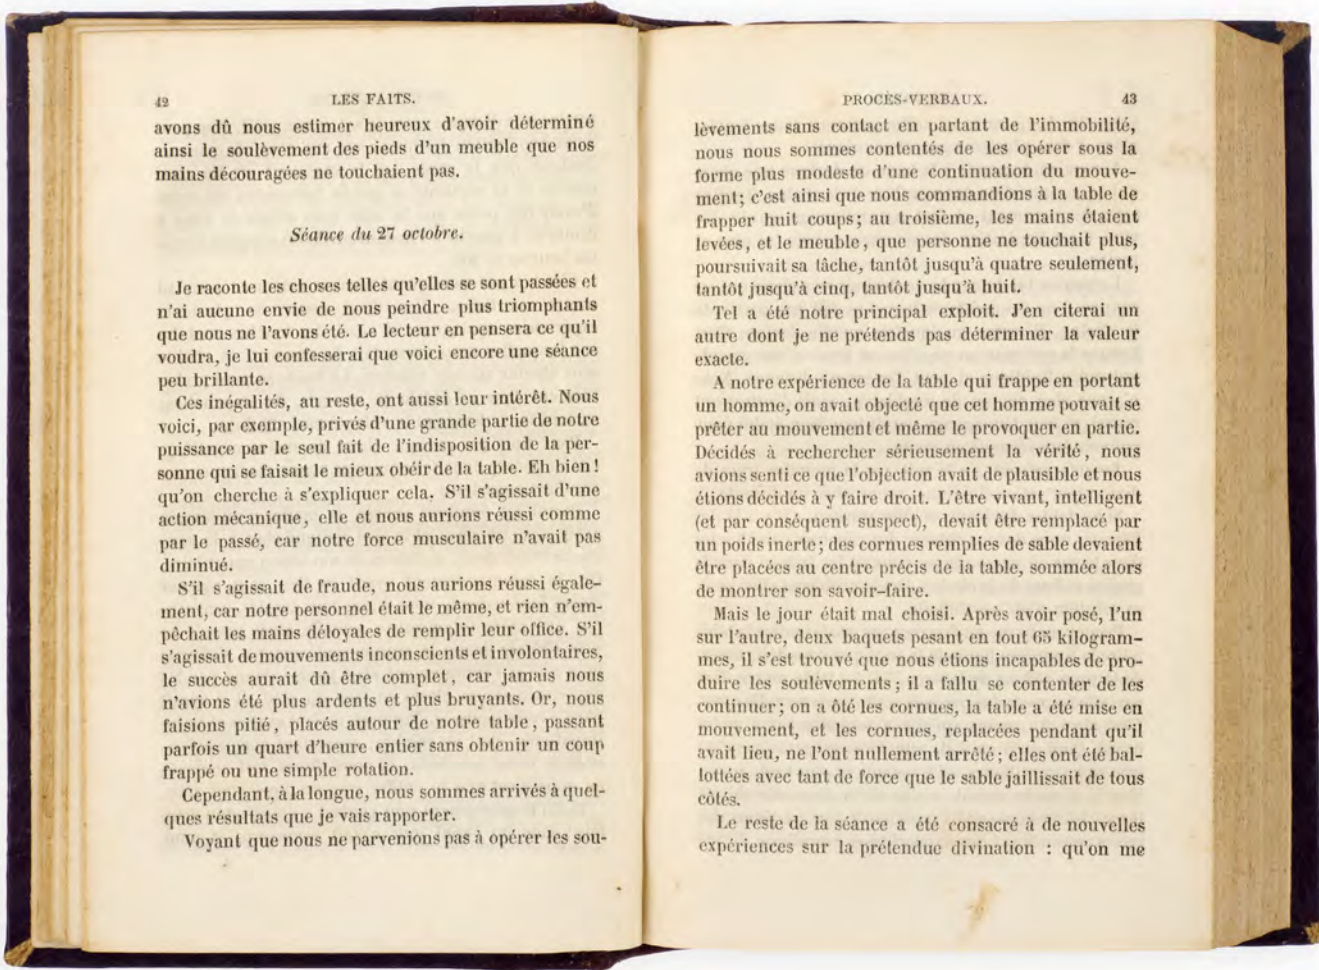 42 LES FAITS.
avons dû nous estimer heureux d'avoir déterminé
ainsi le soulèvement des pieds d'un meuble que nos
mains découragées ne touchaient pas.
Séance du 27 octobre.
Je raconte les choses telles qu'elles se sont passées et
n'ai aucune envie de nous peindre plus triomphants
que nous ne l'avons été. Le lecteur en pensera ce qu'il
voudra, je lui confesserai que voici encore une séance
peu brillante.
Ces inégalités, au reste, ont aussi leur intérêt. Nous
voici, par exemple, privés d'une grande partie de notre
puissance par le seul fait de l'indisposition de la per-
sonne qui se faisait le mieux obéir de la table. Eh bien !
qu'on cherche à s'expliquer cela. S'il s'agissait d'une
action mécanique, elle et nous aurions réussi comme
par le passé, car notre force musculaire n'avait pas
diminué.
S'il s'agissait de fraude, nous aurions réussi égale-
ment, car notre personnel était le même, et rien n'em-
pêchait les mains déloyales de remplir leur office. S'il
s'agissait de mouvements inconscients et involontaires,
le succès aurait dû être complet, car jamais nous
n'avions été plus ardents et plus bruyants. Or, nous
faisions pitié, placés autour de notre table, passant
parfois un quart d'heure entier sans obtenir un coup
frappé ou une simple rotation.
Cependant, à la longue, nous sommes arrivés à quel-
ques résultats que je vais rapporter.
Voyant que nous ne parvenions pas à opérer les sou-
PROCÈS-VERBAUX. 43
lèvements sans contact en partant de l'immobilité,
nous nous sommes contentés de les opérer sous la
forme plus modeste d'une continuation du mouve-
ment; c'est ainsi que nous commandions à la table de
frapper huit coups; au troisième, les mains étaient
levées, et le meuble, que personne ne touchait plus,
poursuivait sa tâche, tantôt jusqu'à quatre seulement,
tantôt jusqu'à cinq, tantôt jusqu'à huit.
Tel a été notre principal exploit. J'en citerai un
autre dont je ne prétends pas déterminer la valeur
exacte.
A notre expérience de la table qui frappe en portant
un homme, on avait objecté que cet homme pouvait se
prêter au mouvement et même le provoquer en partie.
Décidés à rechercher sérieusement la vérité, nous
avions senti ce que l'objection avait de plausible et nous
étions décidés à y faire droit. L'être vivant, intelligent
(et par conséquent suspect), devait être remplacé par
un poids inerte; des cornues remplies de sable devaient
être placées au centre précis de la table, sommée alors
de montrer son savoir-faire.
Mais le jour était mal choisi. Après avoir posé, l'un
sur l'autre, deux baquets pesant en tout 65 kilogram-
mes, il s'est trouvé que nous étions incapables de pro-
duire les soulèvements; il a fallu se contenter de les
continuer; on a ôté les cornues, la table a été mise en
mouvement, et les cornues, replacées pendant qu'il
avait lieu, ne l'ont nullement arrêté; elles ont été bal-
lottées avec tant de force que le sable jaillissait de tous
côtés.
Le reste de la séance a été consacré à de nouvelles
expériences sur la prétendue divination : qu'on me